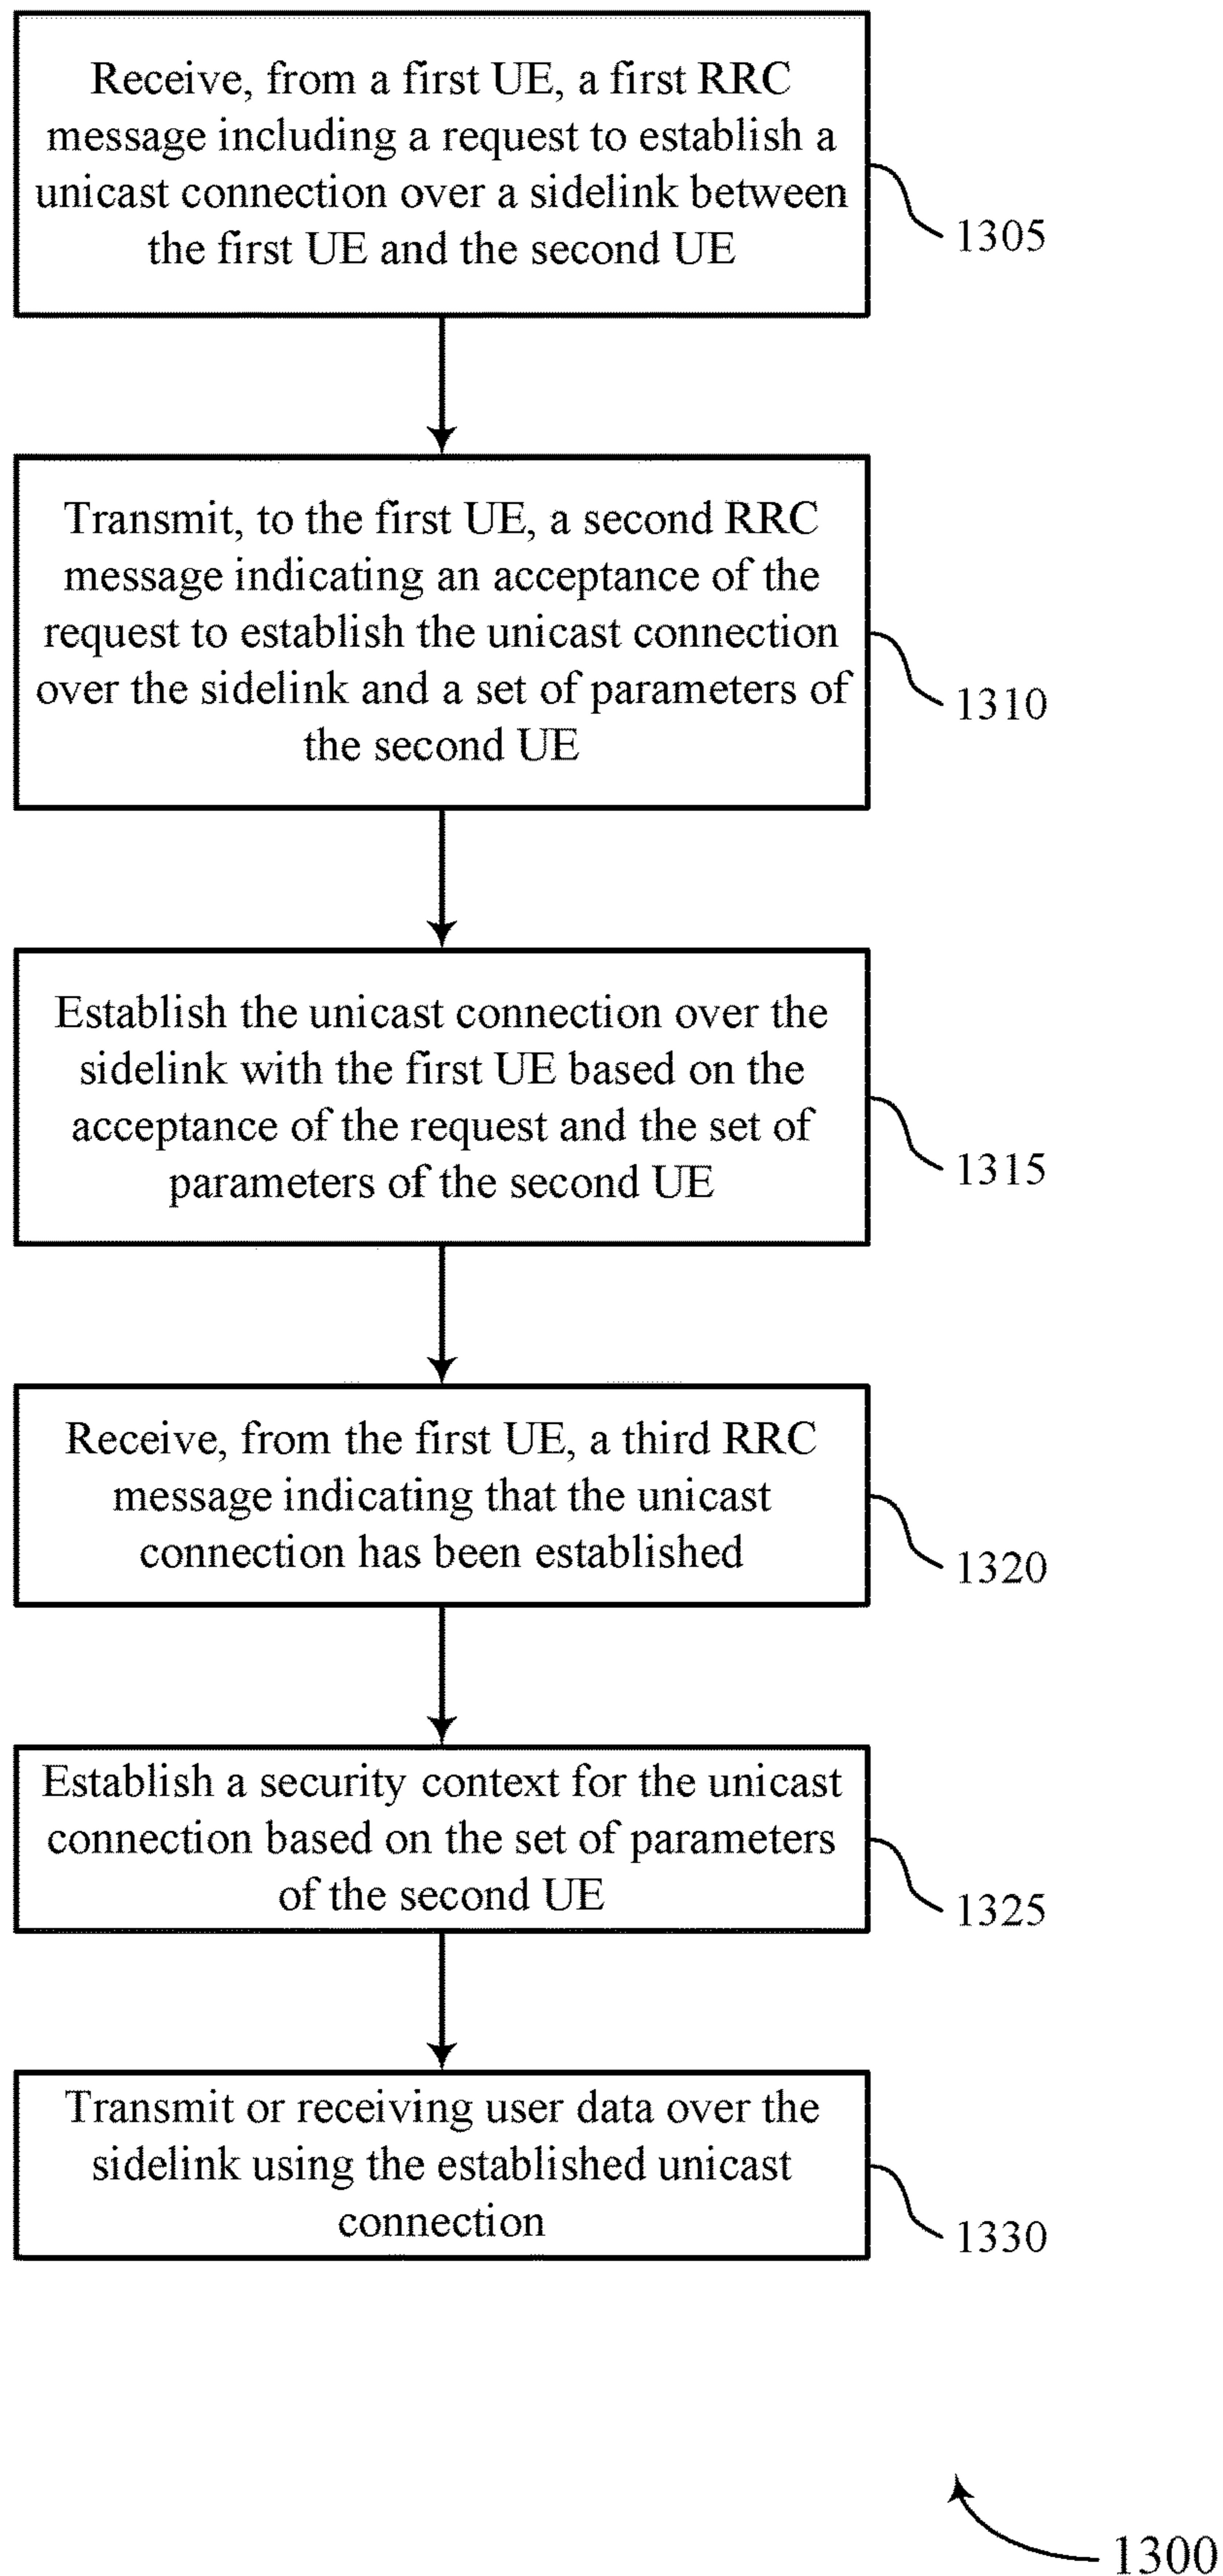 Receive, from a first UE, a first RRC
message including a request to establish a
unicast connection over a sidelink between
the first UE and the second UE
1305
Transmit, to the first UE, a second RRC
message indicating an acceptance of the
request to establish the unicast connection
over the sidelink and a set of parameters of
the second UE
1310
Establish the unicast connection over the
sidelink with the first UE based on the
acceptance of the request and the set of
parameters of the second UE
1315
Receive, from the first UE, a third RRC
message indicating that the unicast
connection has been established
1320
Establish a security context for the unicast
connection based on the set of parameters
of the second UE
1325
Transmit or receiving user data over the
sidelink using the established unicast
connection
1330
1300